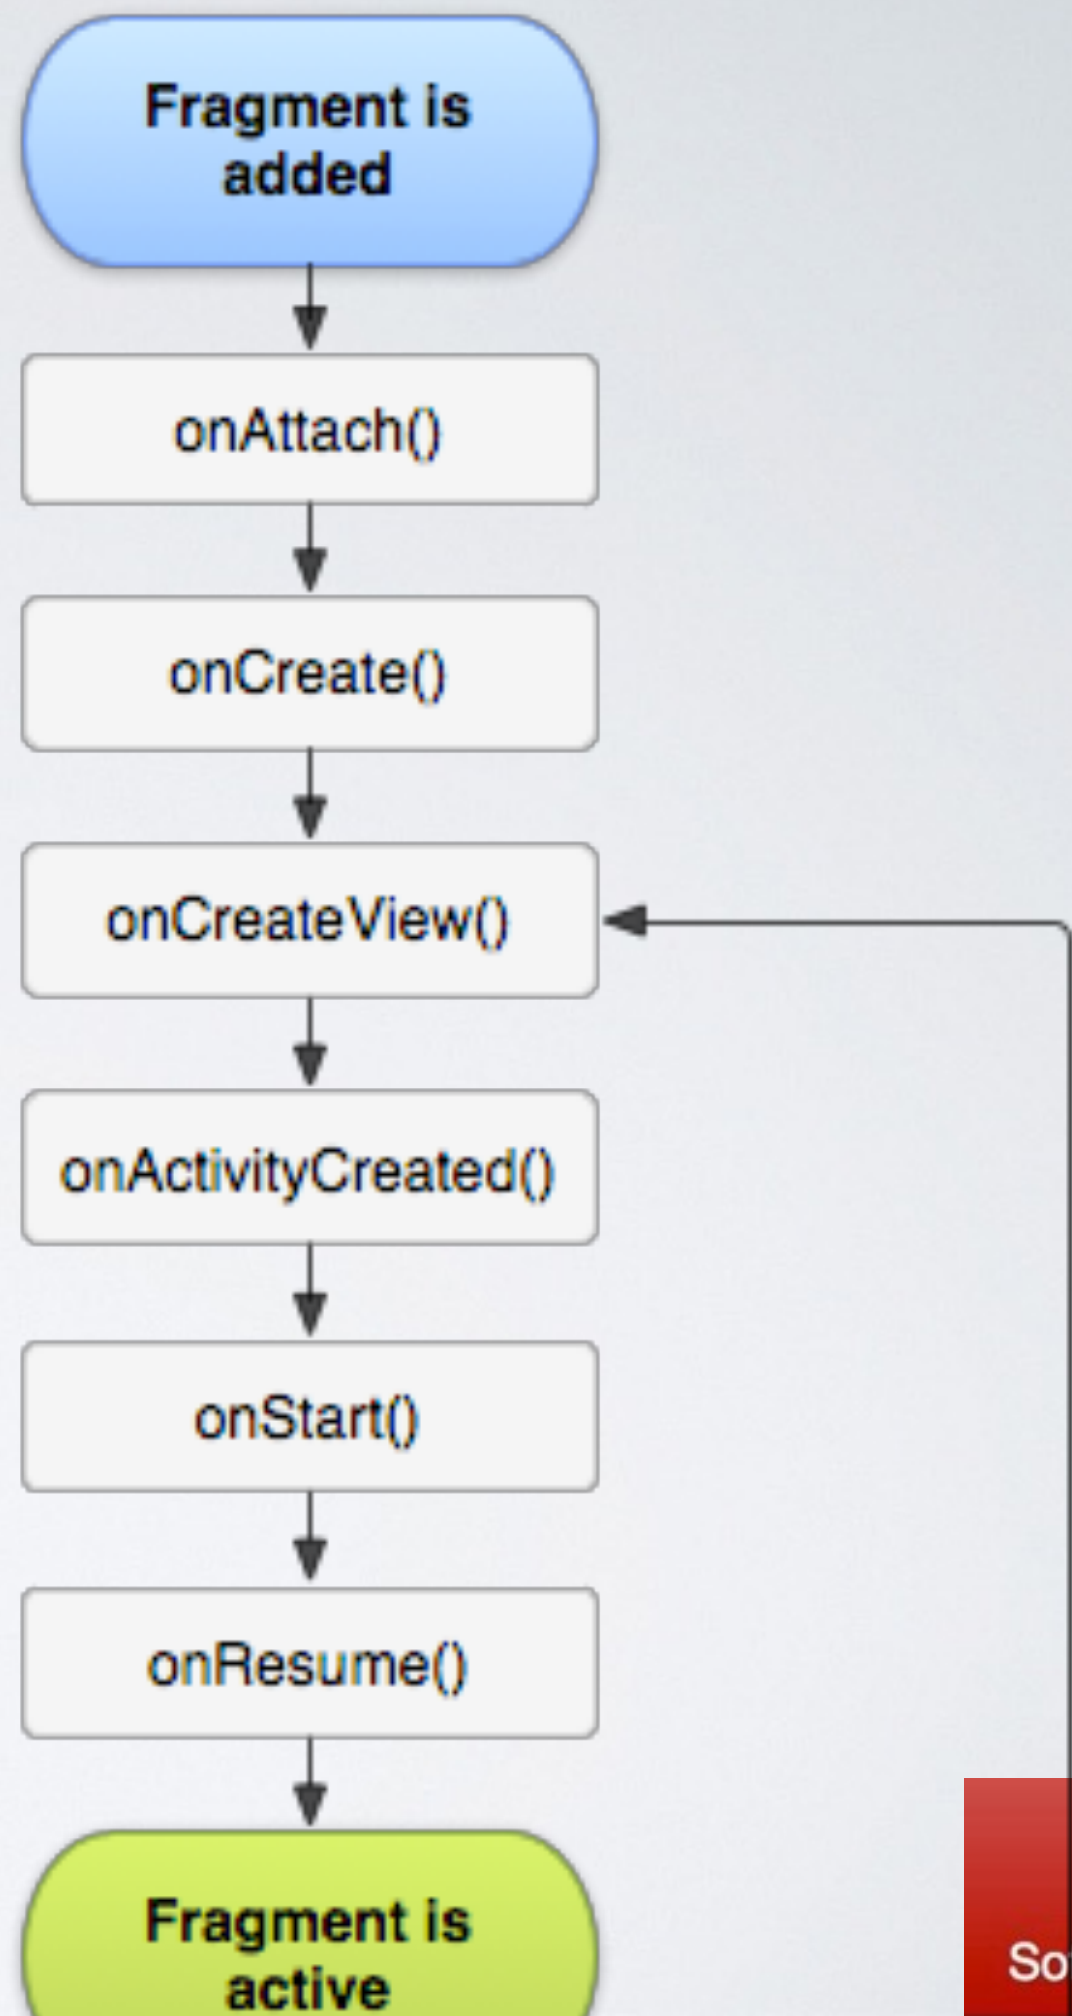 Fragment is
added
onAttach()
onCreate()
onCreateView()
onActivityCreated()
onStart()
onResume()
Fragment is
active